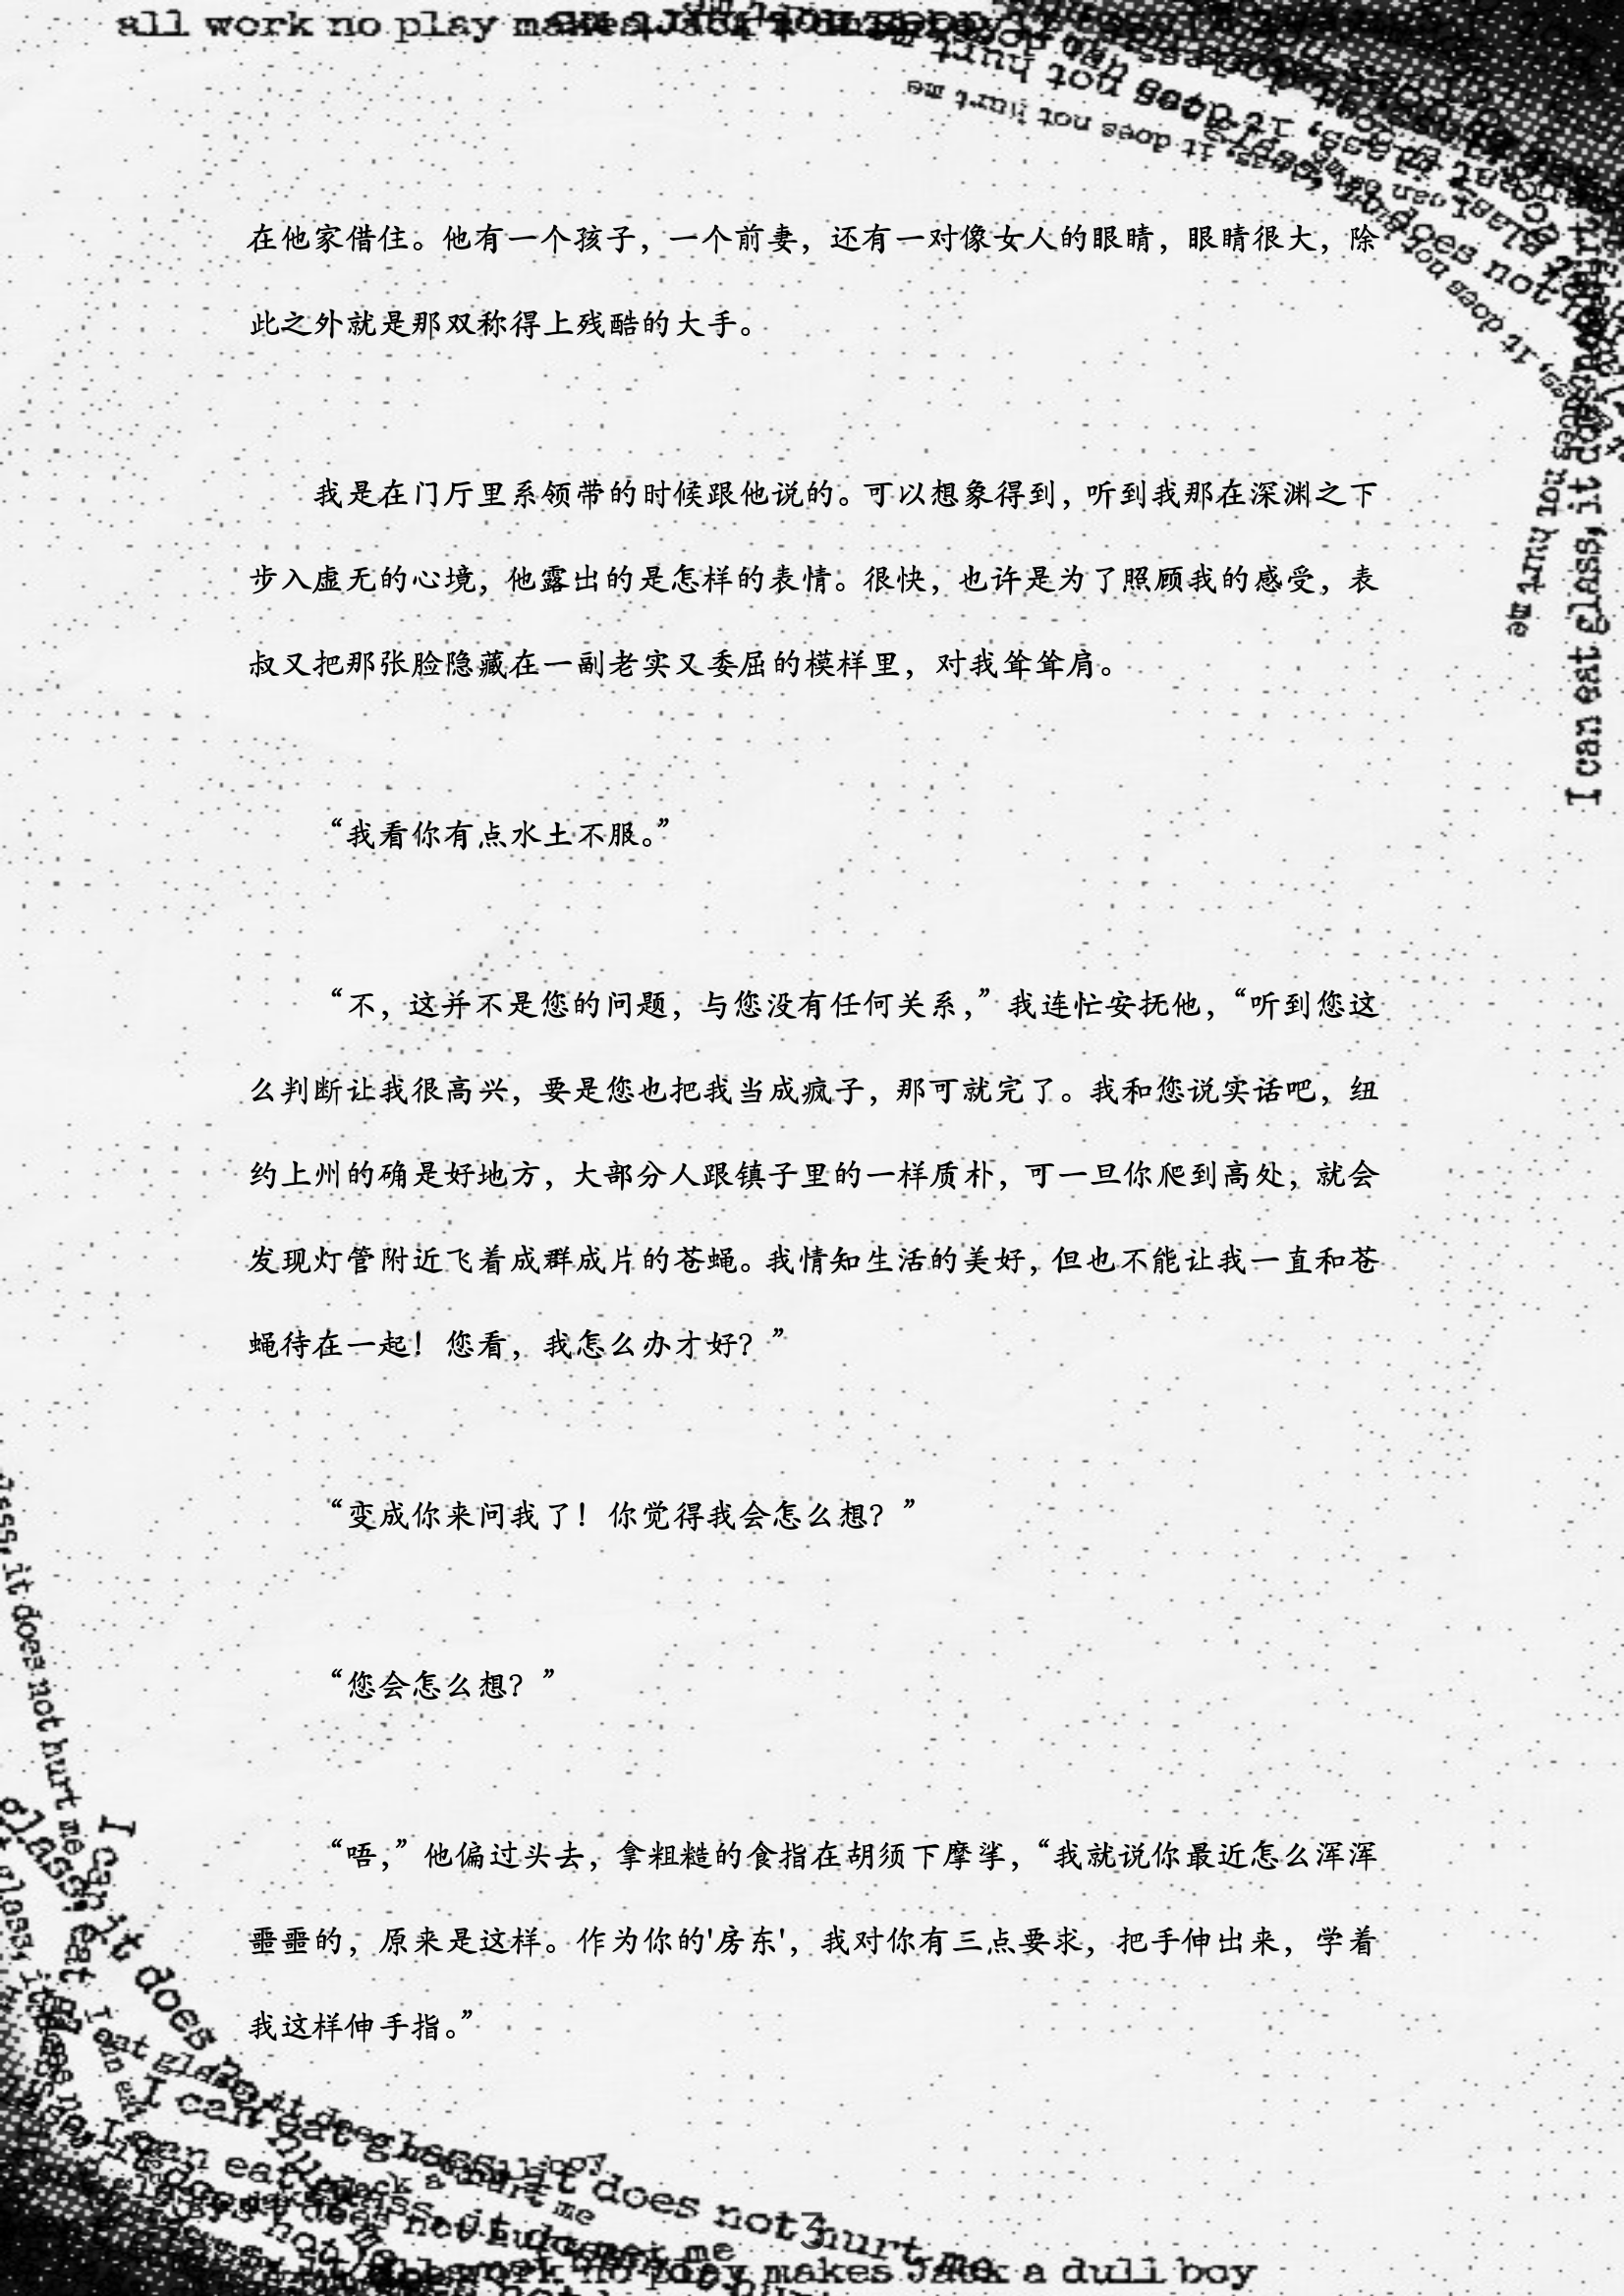 all work no play makes Jack a dull boy
it does not hurt me
在他家借住。他有一个孩子，一个前妻，还有一对像女人的眼睛，眼睛很大，除
此之外就是那双称得上残酷的大手。
我是在门厅里系领带的时候跟他说的。可以想象得到，听到我那在深渊之下
步入虚无的心境，他露出的是怎样的表情。很快，也许是为了照顾我的感受，表
叔又把那张脸隐藏在一副老实又委屈的模样里，对我耸耸肩。
I can eat glass, it does not hurt me
“我看你有点水土不服。”
“不，这并不是您的问题，与您没有任何关系，”我连忙安抚他，“听到您这
么判断让我很高兴，要是您也把我当成疯子，那可就完了。我和您说实话吧，纽
约上州的确是好地方，大部分人跟镇子里的一样质朴，可一旦你爬到高处，就会
发现灯管附近飞着成群成片的苍蝇。我情知生活的美好，但也不能让我一直和苍
蝇待在一起！您看，我怎么办才好？”
“变成你来问我了！你觉得我会怎么想？”
“您会怎么想？”
“唔，”他偏过头去，拿粗糙的食指在胡须下摩挲，“我就说你最近怎么浑浑
噩噩的，原来是这样。作为你的'房东'，我对你有三点要求，把手伸出来，学着
我这样伸手指。”
it does not hurt me
I can eat glass, it does not hurt me
3
all work no play makes Jack a dull boy